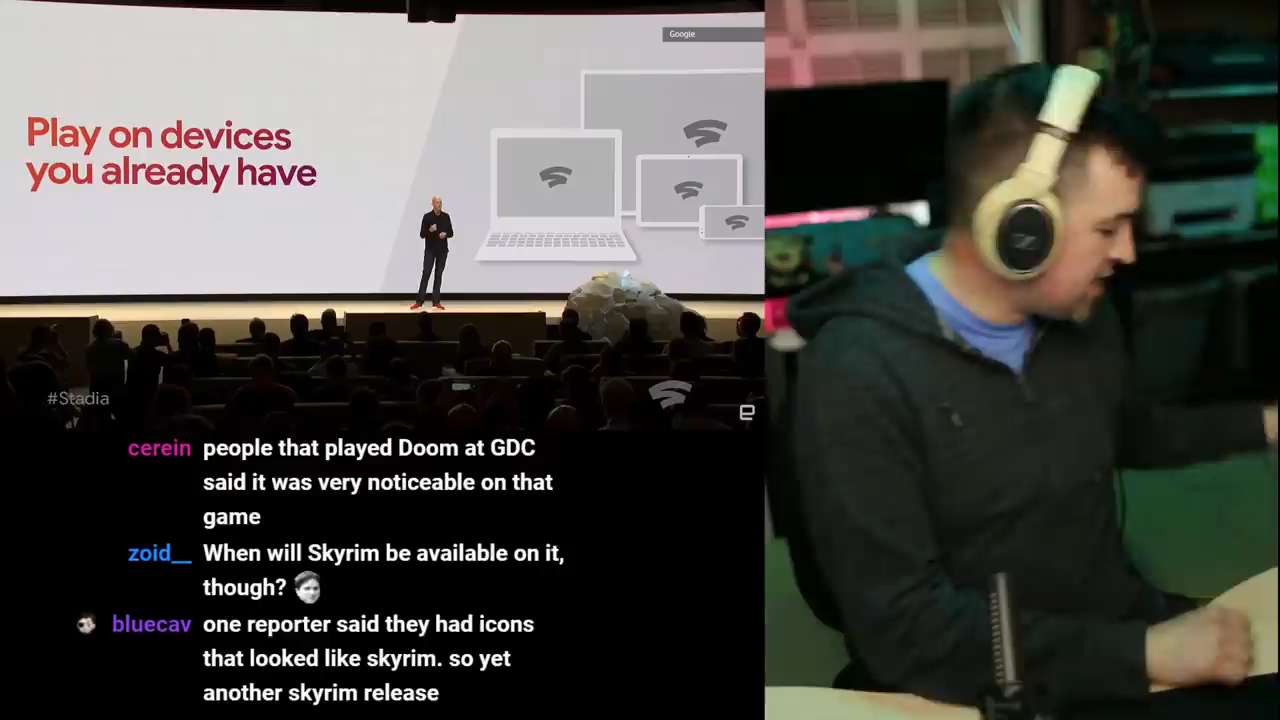 Google
Play on devices
you already have
#Stadia
cerein people that played Doom at GDC
said it was very noticeable on that
game
zoid__ When will Skyrim be available on it,
though?
bluecav one reporter said they had icons
that looked like skyrim. so yet
another skyrim release